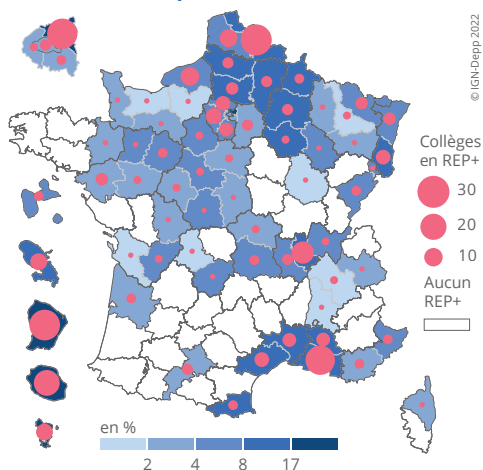 © IGN-Depp 2022
Collèges
en REP+
30
20
10
Aucun
REP+
en %
2 4 8 17